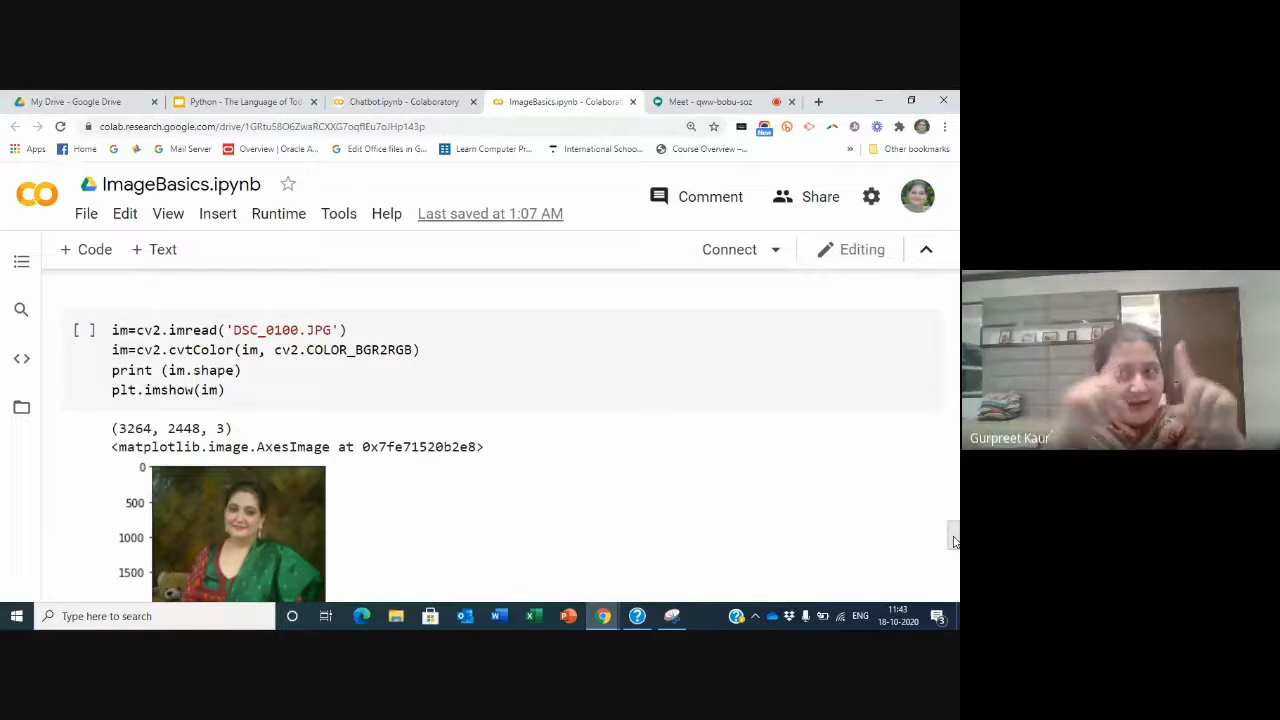 My Drive - Google Drive
Python - The Language of Tod
Chatbot.ipynb - Colaboratory
ImageBasics.ipynb - Colaborat
Meet - qww-bobu-soz
colab.research.google.com/drive/1GRtu58O6ZwaRCXXG7oqflEu7oJHp143p
New
Apps
Home
G
Mail Server
Overview | Oracle A...
Edit Office files in G...
Learn Computer Pr...
International Schoo...
Course Overview –...
Other bookmarks
ImageBasics.ipynb
Comment
Share
File Edit View Insert Runtime Tools Help Last saved at 1:07 AM
+ Code + Text
Connect
Editing
[ ] im=cv2.imread('DSC_0100.JPG')
im=cv2.cvtColor(im, cv2.COLOR_BGR2RGB)
print (im.shape)
plt.imshow(im)
(3264, 2448, 3)
<matplotlib.image.AxesImage at 0x7fe71520b2e8>
0
500
1000
1500
Gurpreet Kaur
Type here to search
ENG
11:43
18-10-2020
3